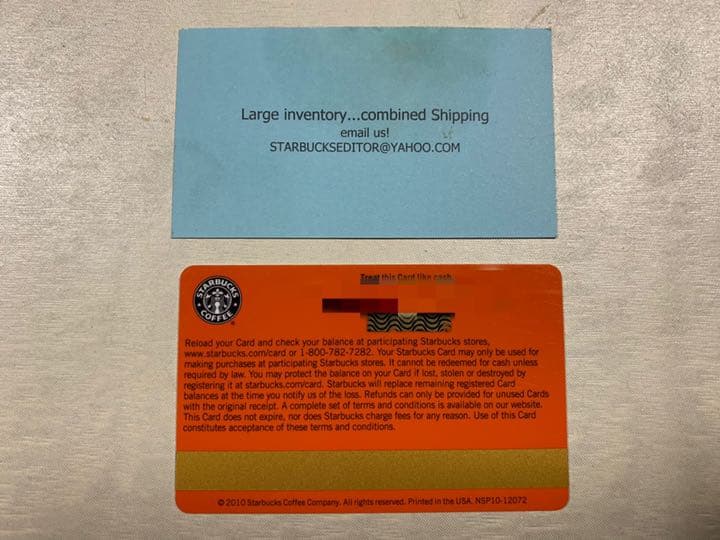 Large inventory...combined Shipping
email us!
STARBUCKSEDITOR@YAHOO.COM
Treat this Card like cash
STARBUCKS
COFFEE
Reload your Card and check your balance at participating Starbucks stores,
www.starbucks.com/card or 1-800-782-7282. Your Starbucks Card may only be used for
making purchases at participating Starbucks stores. It cannot be redeemed for cash unless
required by law. You may protect the balance on your Card if lost, stolen or destroyed by
registering it at starbucks.com/card. Starbucks will replace remaining registered Card
balances at the time you notify us of the loss. Refunds can only be provided for unused Cards
with the original receipt. A complete set of terms and conditions is available on our website.
This Card does not expire, nor does Starbucks charge fees for any reason. Use of this Card
constitutes acceptance of these terms and conditions.
© 2010 Starbucks Coffee Company. All rights reserved. Printed in the USA. NSP10-12072